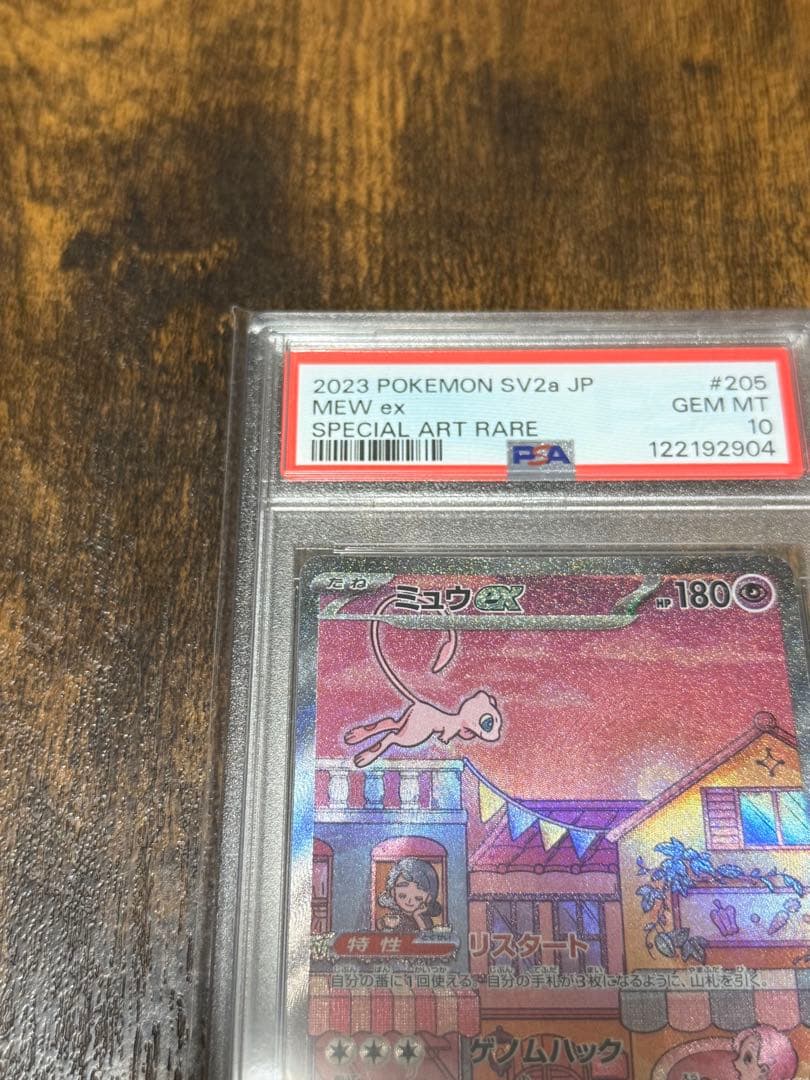 2023 POKEMON SV2a JP #205
MEW ex GEM MT
SPECIAL ART RARE 10
PSA 122192904
たね ミュウex HP 180
特性 リスタート
自分の番に1回使える。自分の手札が3枚になるように、山札を引く。
ゲノムハック